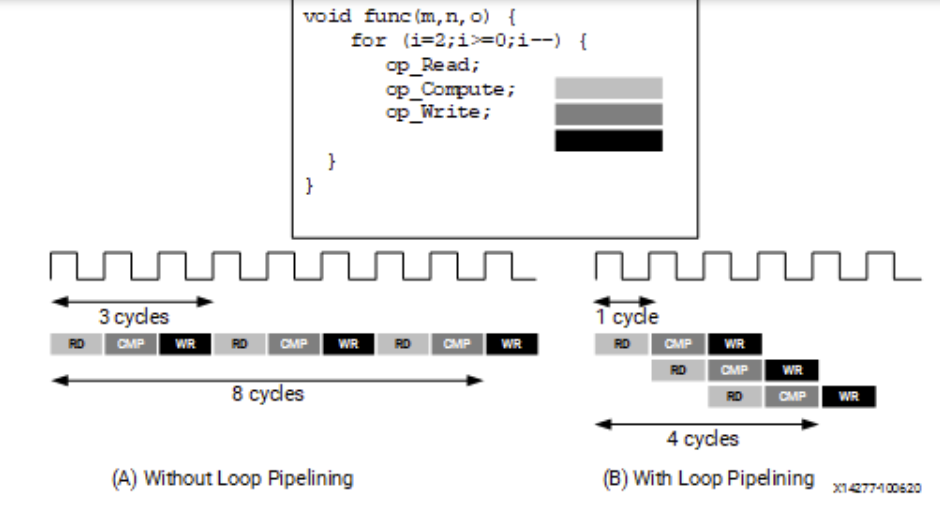 void func(m,n,o) {
for (i=2;i>=0;i--) {
op_Read;
op_Compute;
op_Write;
}
}
3 cycles
RD CMP WR RD CMP WR RD CMP WR
8 cycles
(A) Without Loop Pipelining
1 cycle
RD CMP WR
RD CMP WR
RD CMP WR
4 cycles
(B) With Loop Pipelining
X14277-100620